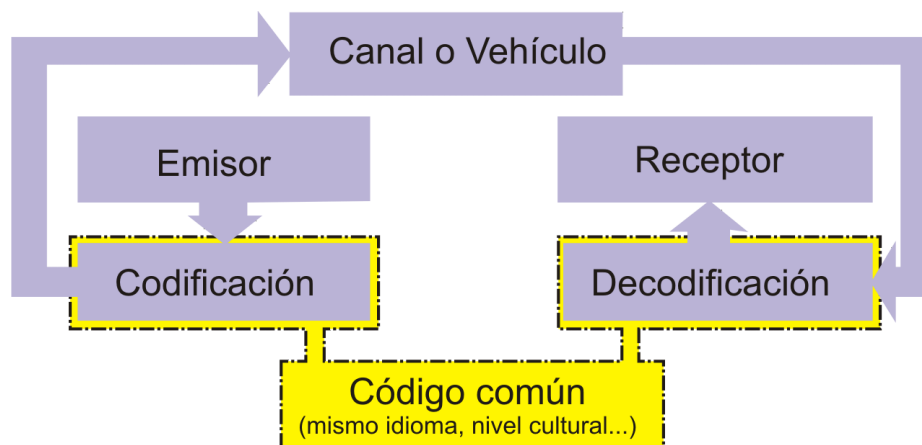 Canal o Vehículo
Emisor
Receptor
Codificación
Decodificación
Código común
(mismo idioma, nivel cultural...)